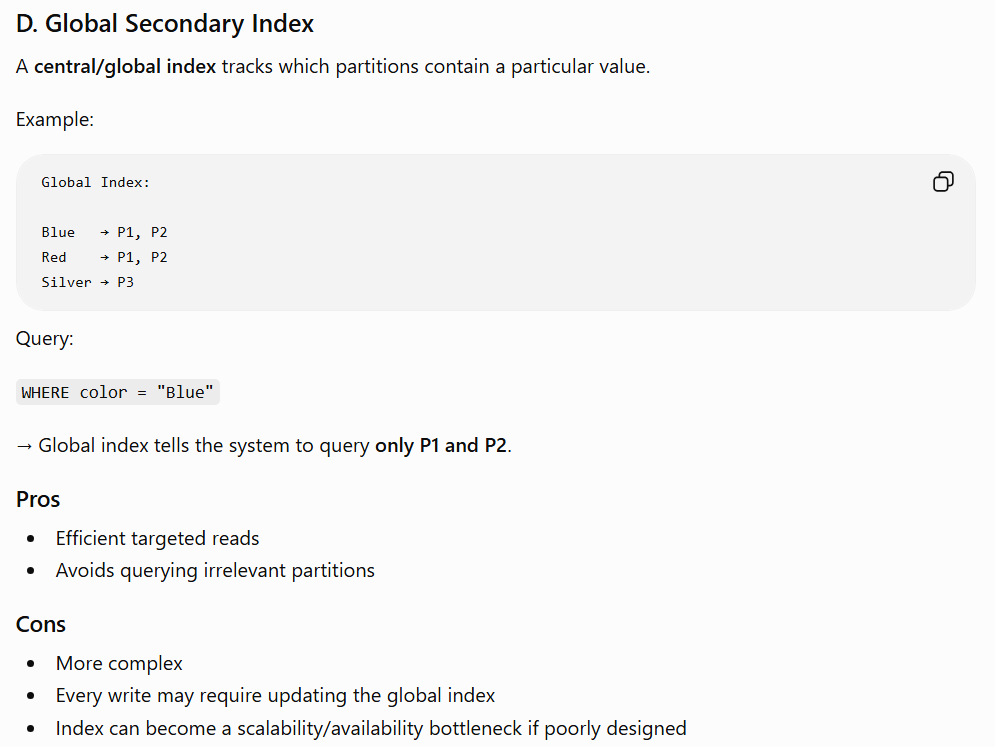 D. Global Secondary Index
A central/global index tracks which partitions contain a particular value.
Example:
Global Index:
Blue → P1, P2
Red → P1, P2
Silver → P3
Query:
WHERE color = "Blue"
→ Global index tells the system to query only P1 and P2.
Pros
• Efficient targeted reads
• Avoids querying irrelevant partitions
Cons
• More complex
• Every write may require updating the global index
• Index can become a scalability/availability bottleneck if poorly designed